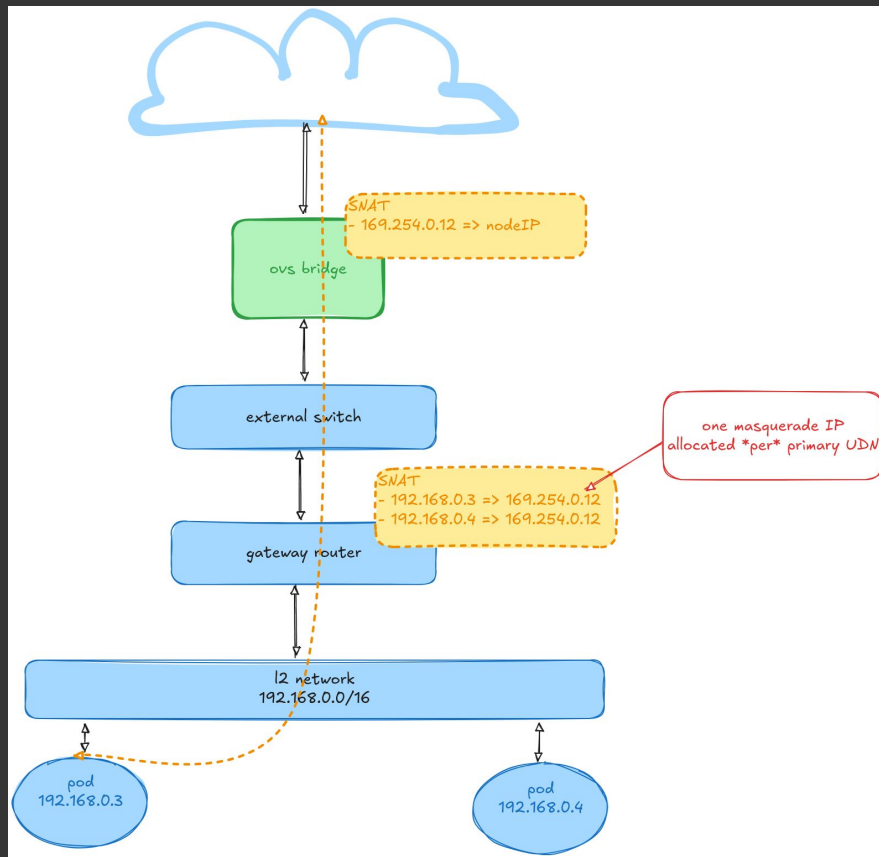 SNAT
- 169.254.0.12 => nodeIP
ovs bridge
external switch
one masquerade IP
allocated *per* primary UDN
SNAT
- 192.168.0.3 => 169.254.0.12
- 192.168.0.4 => 169.254.0.12
gateway router
l2 network
192.168.0.0/16
pod
192.168.0.3
pod
192.168.0.4